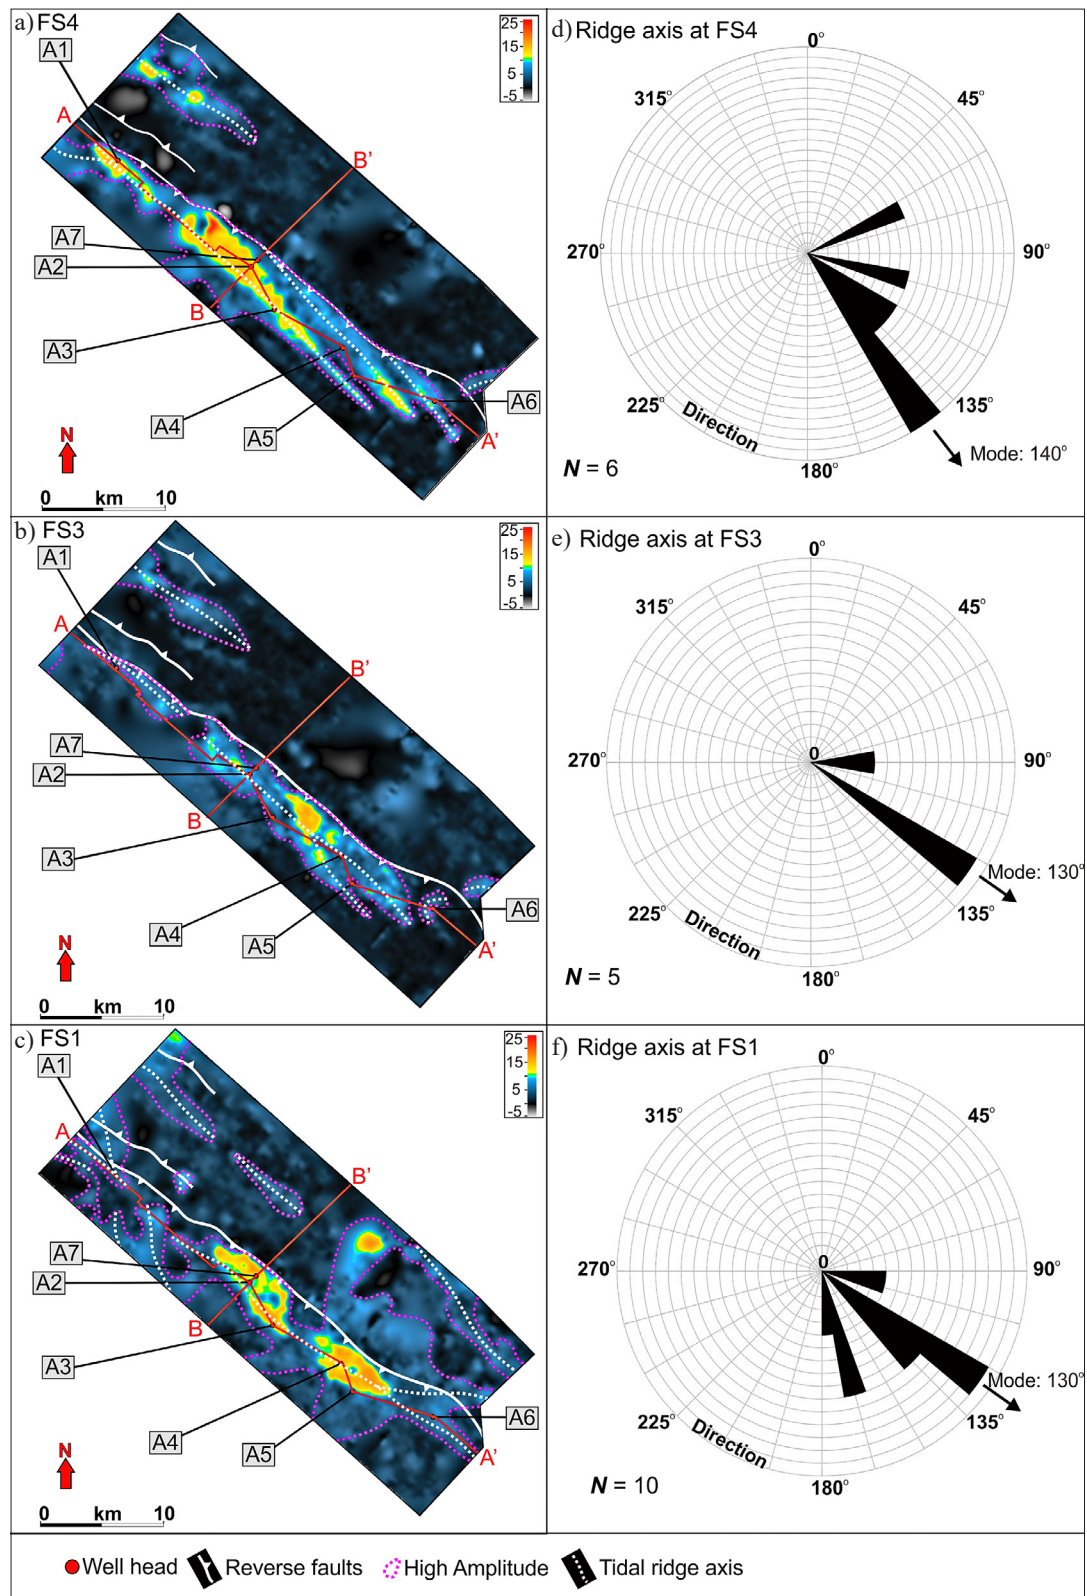 a) FS4
A1
25
15
5
-5
A
B'
A7
A2
B
A3
A4
A5
A6
A'
N
0 km 10
d) Ridge axis at FS4
0°
45°
90°
135°
180°
225°
270°
315°
Direction
Mode: 140°
N = 6
b) FS3
A1
25
15
5
-5
A
B'
A7
A2
B
A3
A4
A5
A6
A'
N
0 km 10
e) Ridge axis at FS3
0°
45°
90°
135°
180°
225°
270°
315°
0
Direction
Mode: 130°
N = 5
c) FS1
A1
25
15
5
-5
A
B'
A7
A2
B
A3
A4
A5
A6
A'
N
0 km 10
f) Ridge axis at FS1
0°
45°
90°
135°
180°
225°
270°
315°
0
Direction
Mode: 130°
N = 10
Well head Reverse faults High Amplitude Tidal ridge axis